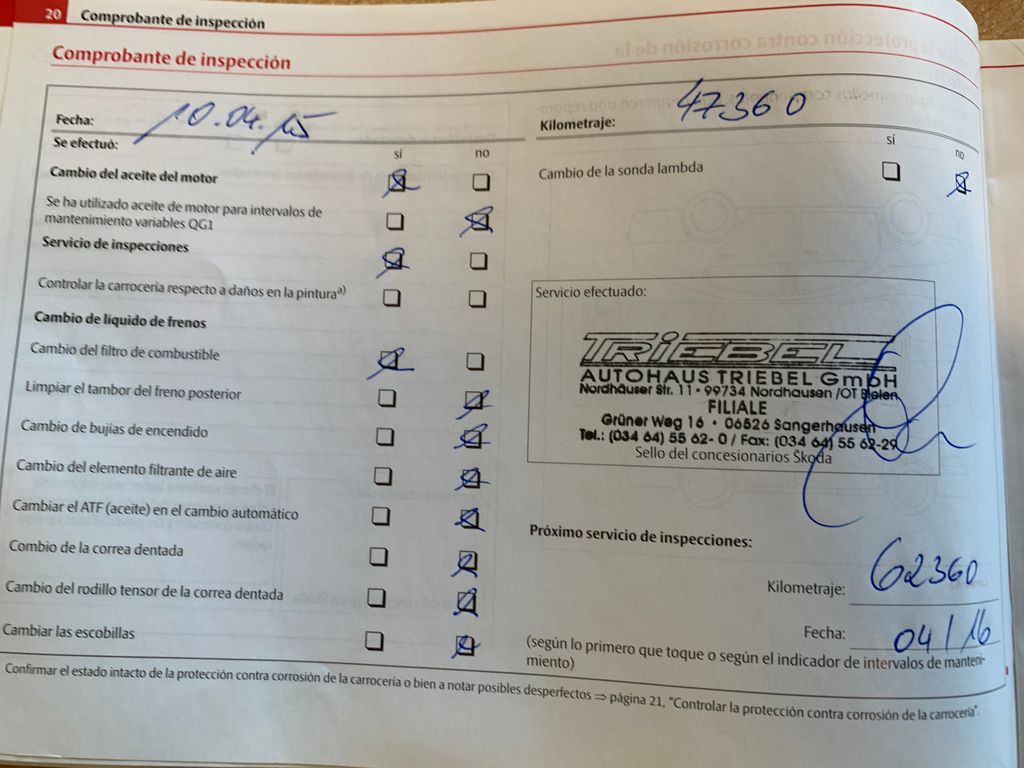 20 Comprobante de inspección
Comprobante de inspección
Fecha: 10.04.15
Se efectuó:
sí no
Cambio del aceite del motor
Se ha utilizado aceite de motor para intervalos de
mantenimiento variables QG1
Servicio de inspecciones
Controlar la carrocería respecto a daños en la pintura a)
Cambio de liquido de frenos
Cambio del filtro de combustible
Limpiar el tambor del freno posterior
Cambio de bujías de encendido
Cambio del elemento filtrante de aire
Cambiar el ATF (aceite) en el cambio automático
Combio de la correa dentada
Cambio del rodillo tensor de la correa dentada
Cambiar las escobillas
Kilometraje: 47360
sí no
Cambio de la sonda lambda
Servicio efectuado:
TRIEBEL
AUTOHAUS TRIEBEL GmbH
Nordhäuser Str. 11 • 99734 Nordhausen /OT Bielen
FILIALE
Grüner Weg 16 • 06526 Sangerhausen
Tel.: (034 64) 55 62- 0 / Fax: (034 64) 55 62-29
Sello del concesionarios Škoda
Próximo servicio de inspecciones:
Kilometraje: 62360
Fecha: 04/16
(según lo primero que toque o según el indicador de intervalos de manteni-
miento)
Confirmar el estado intacto de la protección contra corrosión de la carrocería o bien a notar posibles desperfectos ⇒ página 21, "Controlar la protección contra corrosión de la carrocería".